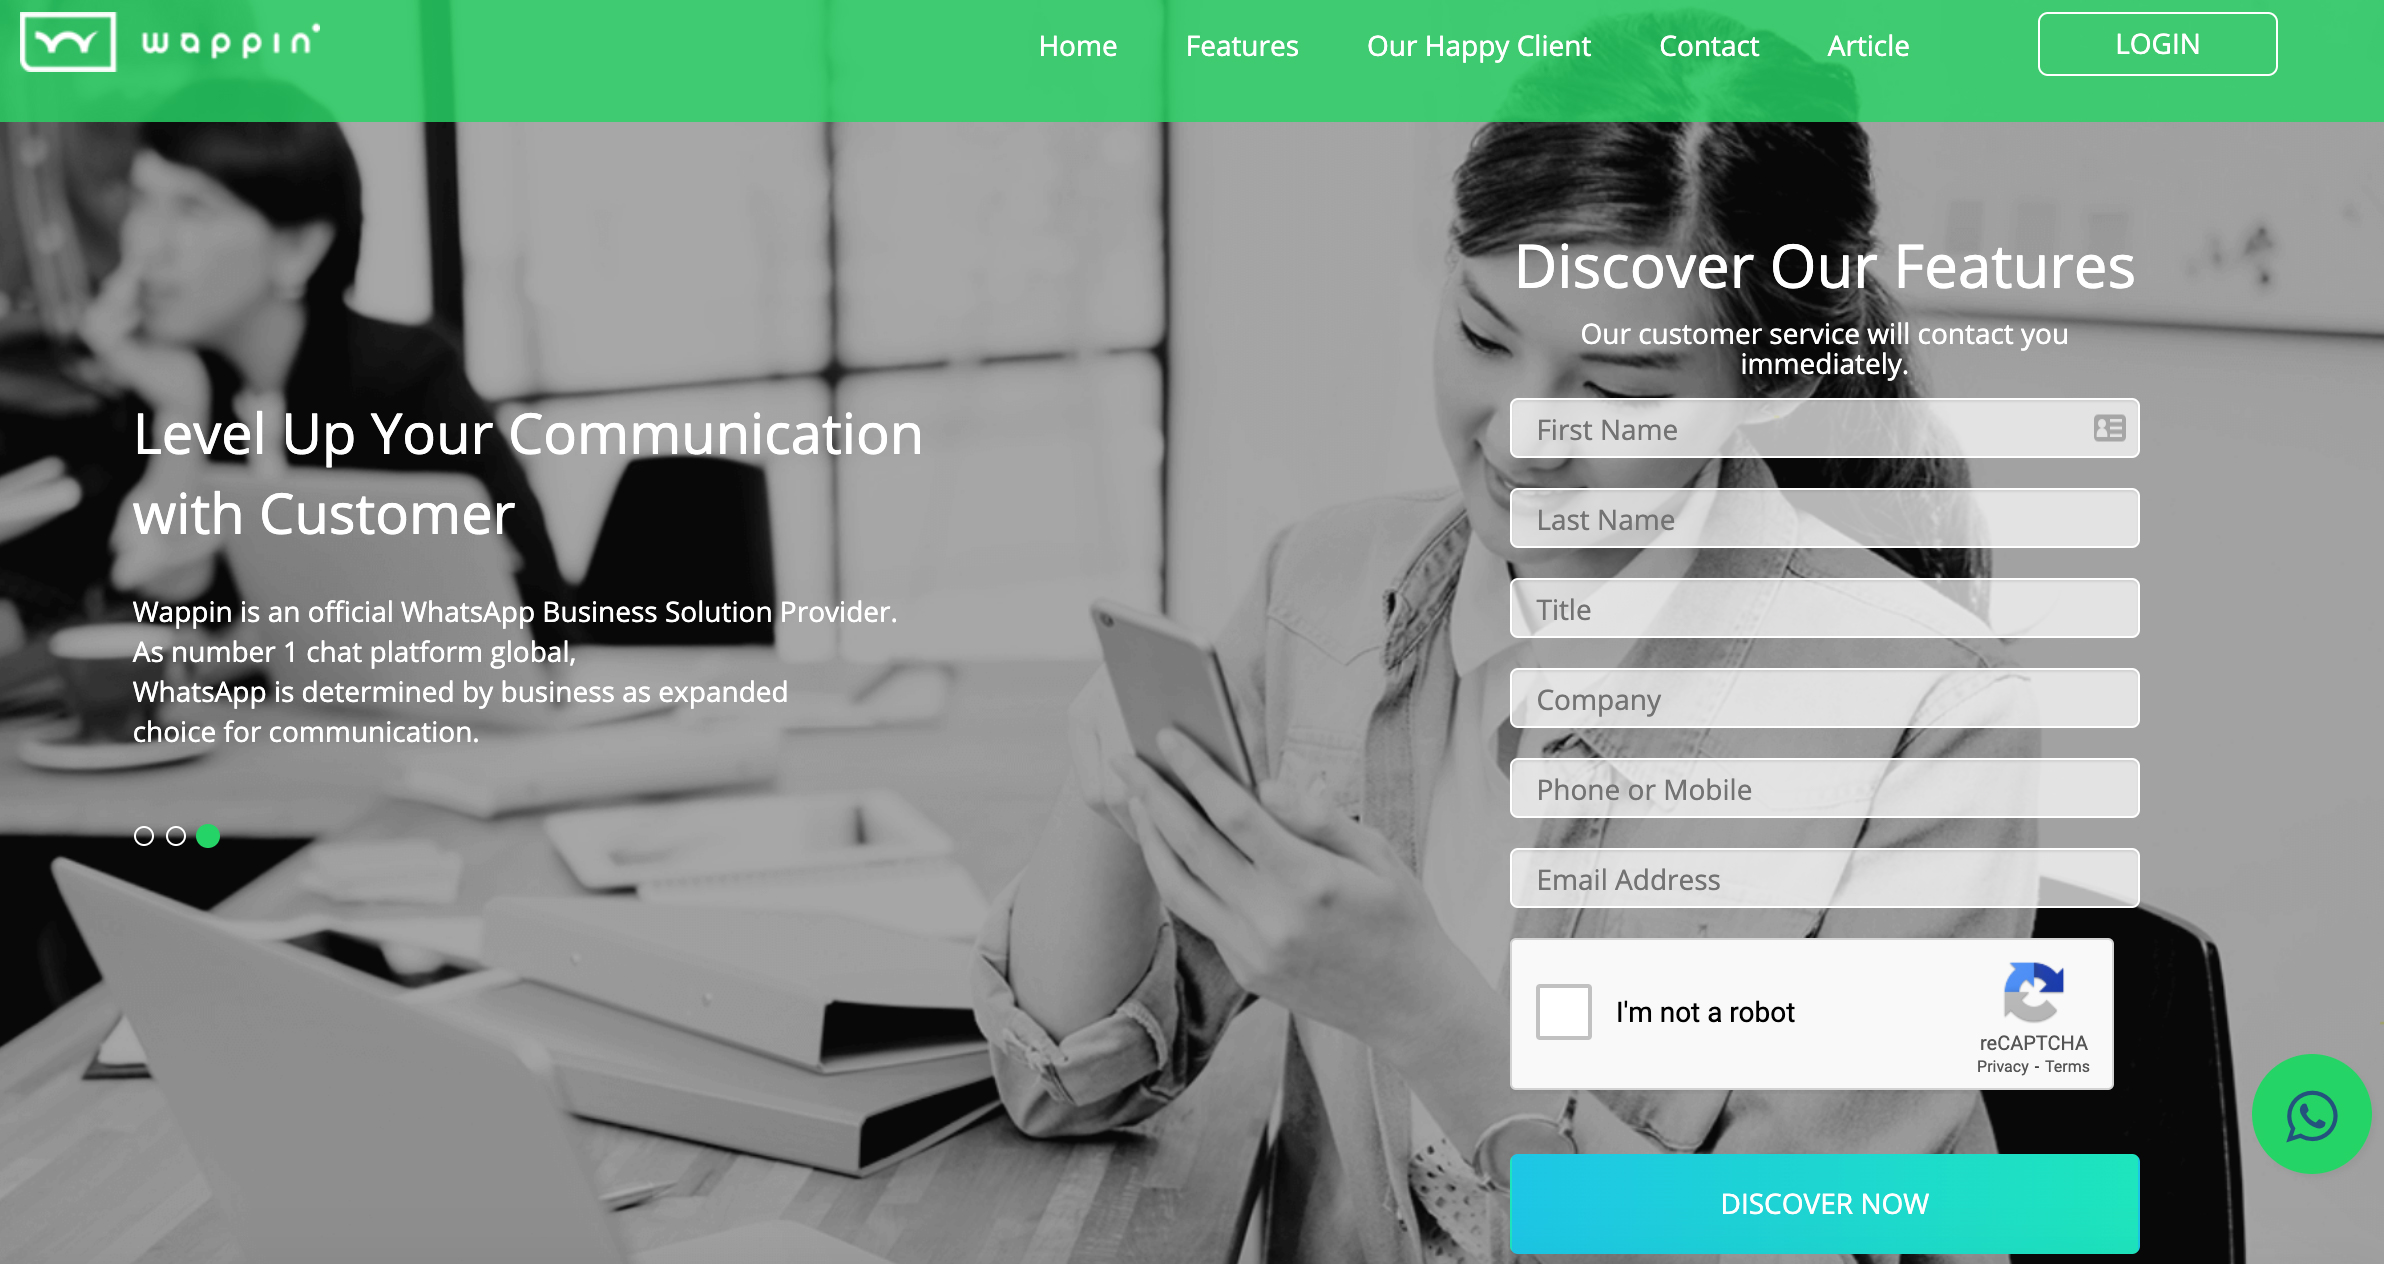 wappin
Home
Features
Our Happy Client
Contact
Article
LOGIN
Level Up Your Communication
with Customer
Wappin is an official WhatsApp Business Solution Provider.
As number 1 chat platform global,
WhatsApp is determined by business as expanded
choice for communication.
Discover Our Features
Our customer service will contact you
immediately.
First Name
Last Name
Title
Company
Phone or Mobile
Email Address
I'm not a robot
reCAPTCHA
Privacy - Terms
DISCOVER NOW